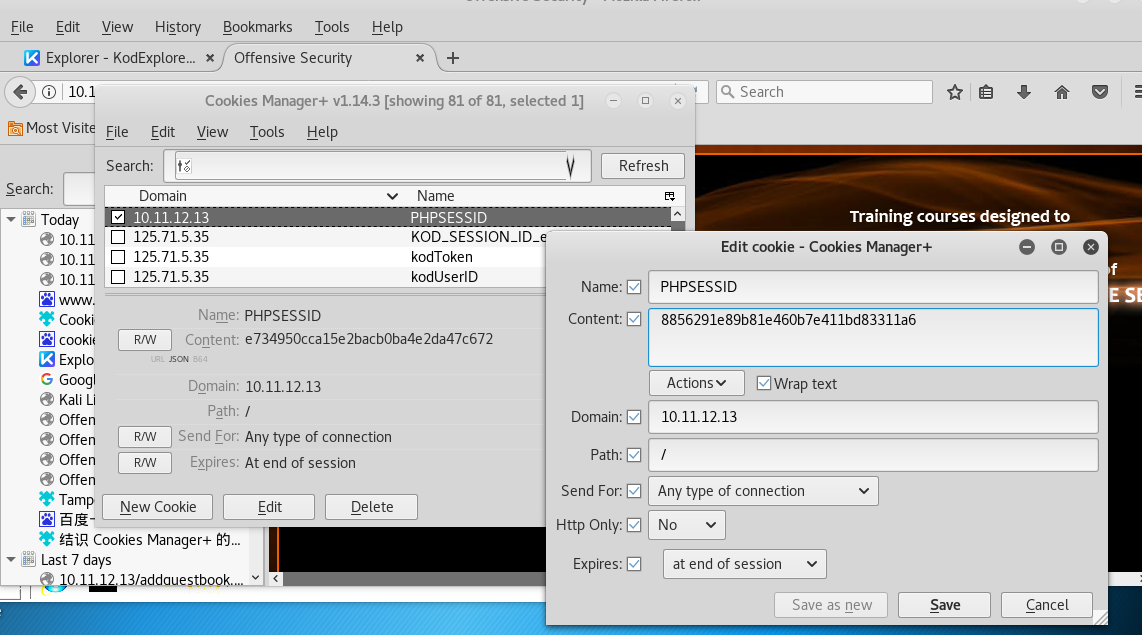 File Edit View History Bookmarks Tools Help
Explorer - KodExplore... × Offensive Security × +
10.1
Search
Most Visite
Cookies Manager+ v1.14.3 [showing 81 of 81, selected 1]
File Edit View Tools Help
Search:
Refresh
Domain Name
10.11.12.13 PHPSESSID
125.71.5.35 KOD_SESSION_ID_e
125.71.5.35 kodToken
125.71.5.35 kodUserID
Name: PHPSESSID
R/W Content: e734950cca15e2bacb0ba4e2da47c672
URL JSON B64
Domain: 10.11.12.13
Path: /
R/W Send For: Any type of connection
R/W Expires: At end of session
New Cookie Edit Delete
Search:
Today
10.11
10.11
10.11
www.
Cooki
cookie
Explo
Googl
Kali Li
Offen
Offen
Offen
Offen
Tampe
结识 Cookies Manager+ 的...
Last 7 days
10.11.12.13/addguestbook....
Training courses designed to
of
E SE
Edit cookie - Cookies Manager+
Name: PHPSESSID
Content: 8856291e89b81e460b7e411bd83311a6
Actions Wrap text
Domain: 10.11.12.13
Path: /
Send For: Any type of connection
Http Only: No
Expires: at end of session
Save as new Save Cancel